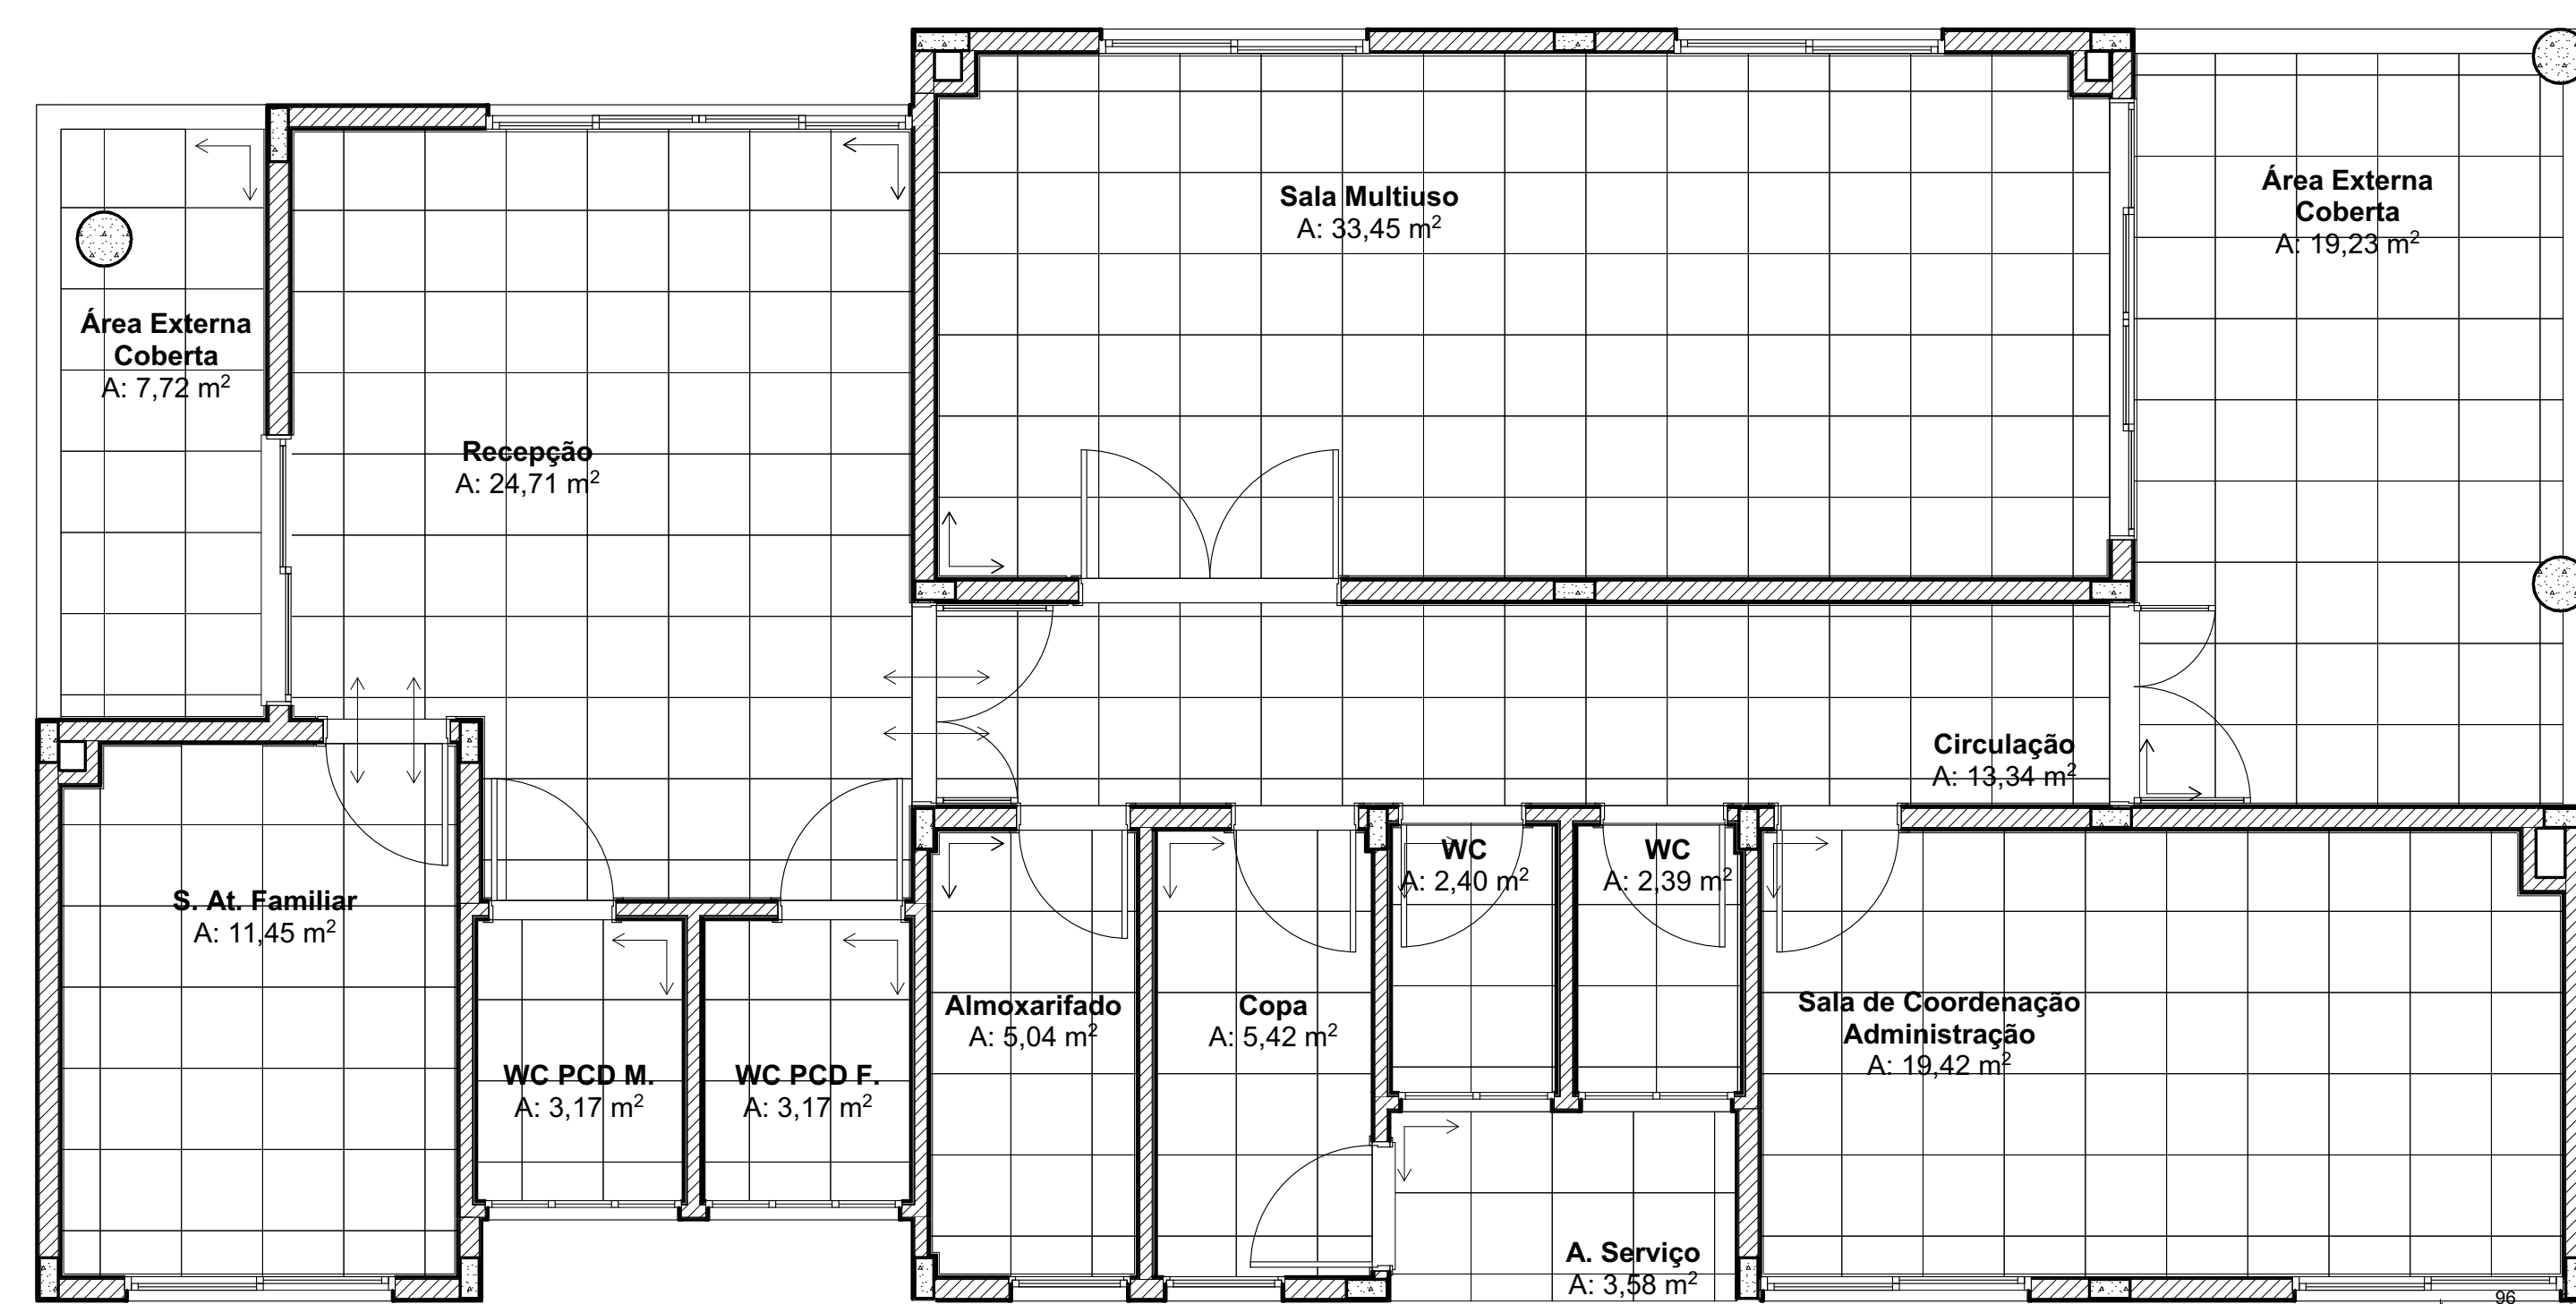 Sala Multiuso
A: 33,45 m²
Área Externa
Coberta
A: 19,23 m²
Área Externa
Coberta
A: 7,72 m²
Recepção
A: 24,71 m²
Circulação
A: 13,34 m²
S. At. Familiar
A: 11,45 m²
WC
A: 2,40 m²
WC
A: 2,39 m²
Almoxarifado
A: 5,04 m²
Copa
A: 5,42 m²
Sala de Coordenação
Administração
A: 19,42 m²
WC PCD M.
A: 3,17 m²
WC PCD F.
A: 3,17 m²
A. Serviço
A: 3,58 m²
96